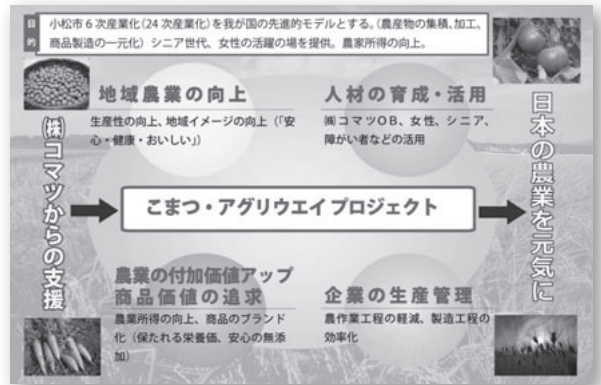 目的
小松市6次産業化(24次産業化)を我が国の先進的モデルとする。(農産物の集積、加工、
商品製造の一元化)シニア世代、女性の活躍の場を提供。農家所得の向上。
地域農業の向上
生産性の向上、地域イメージの向上(「安
心・健康・おいしい」)
人材の育成・活用
㈱コマツOB、女性、シニア、
障がい者などの活用
㈱コマツからの支援
こまつ・アグリウエイプロジェクト
日本の農業を元気に
農業の付加価値アップ
商品価値の追求
農業所得の向上、商品のブランド
化(保たれる栄養価、安心の無添
加)
企業の生産管理
農作業工程の軽減、製造工程の
効率化